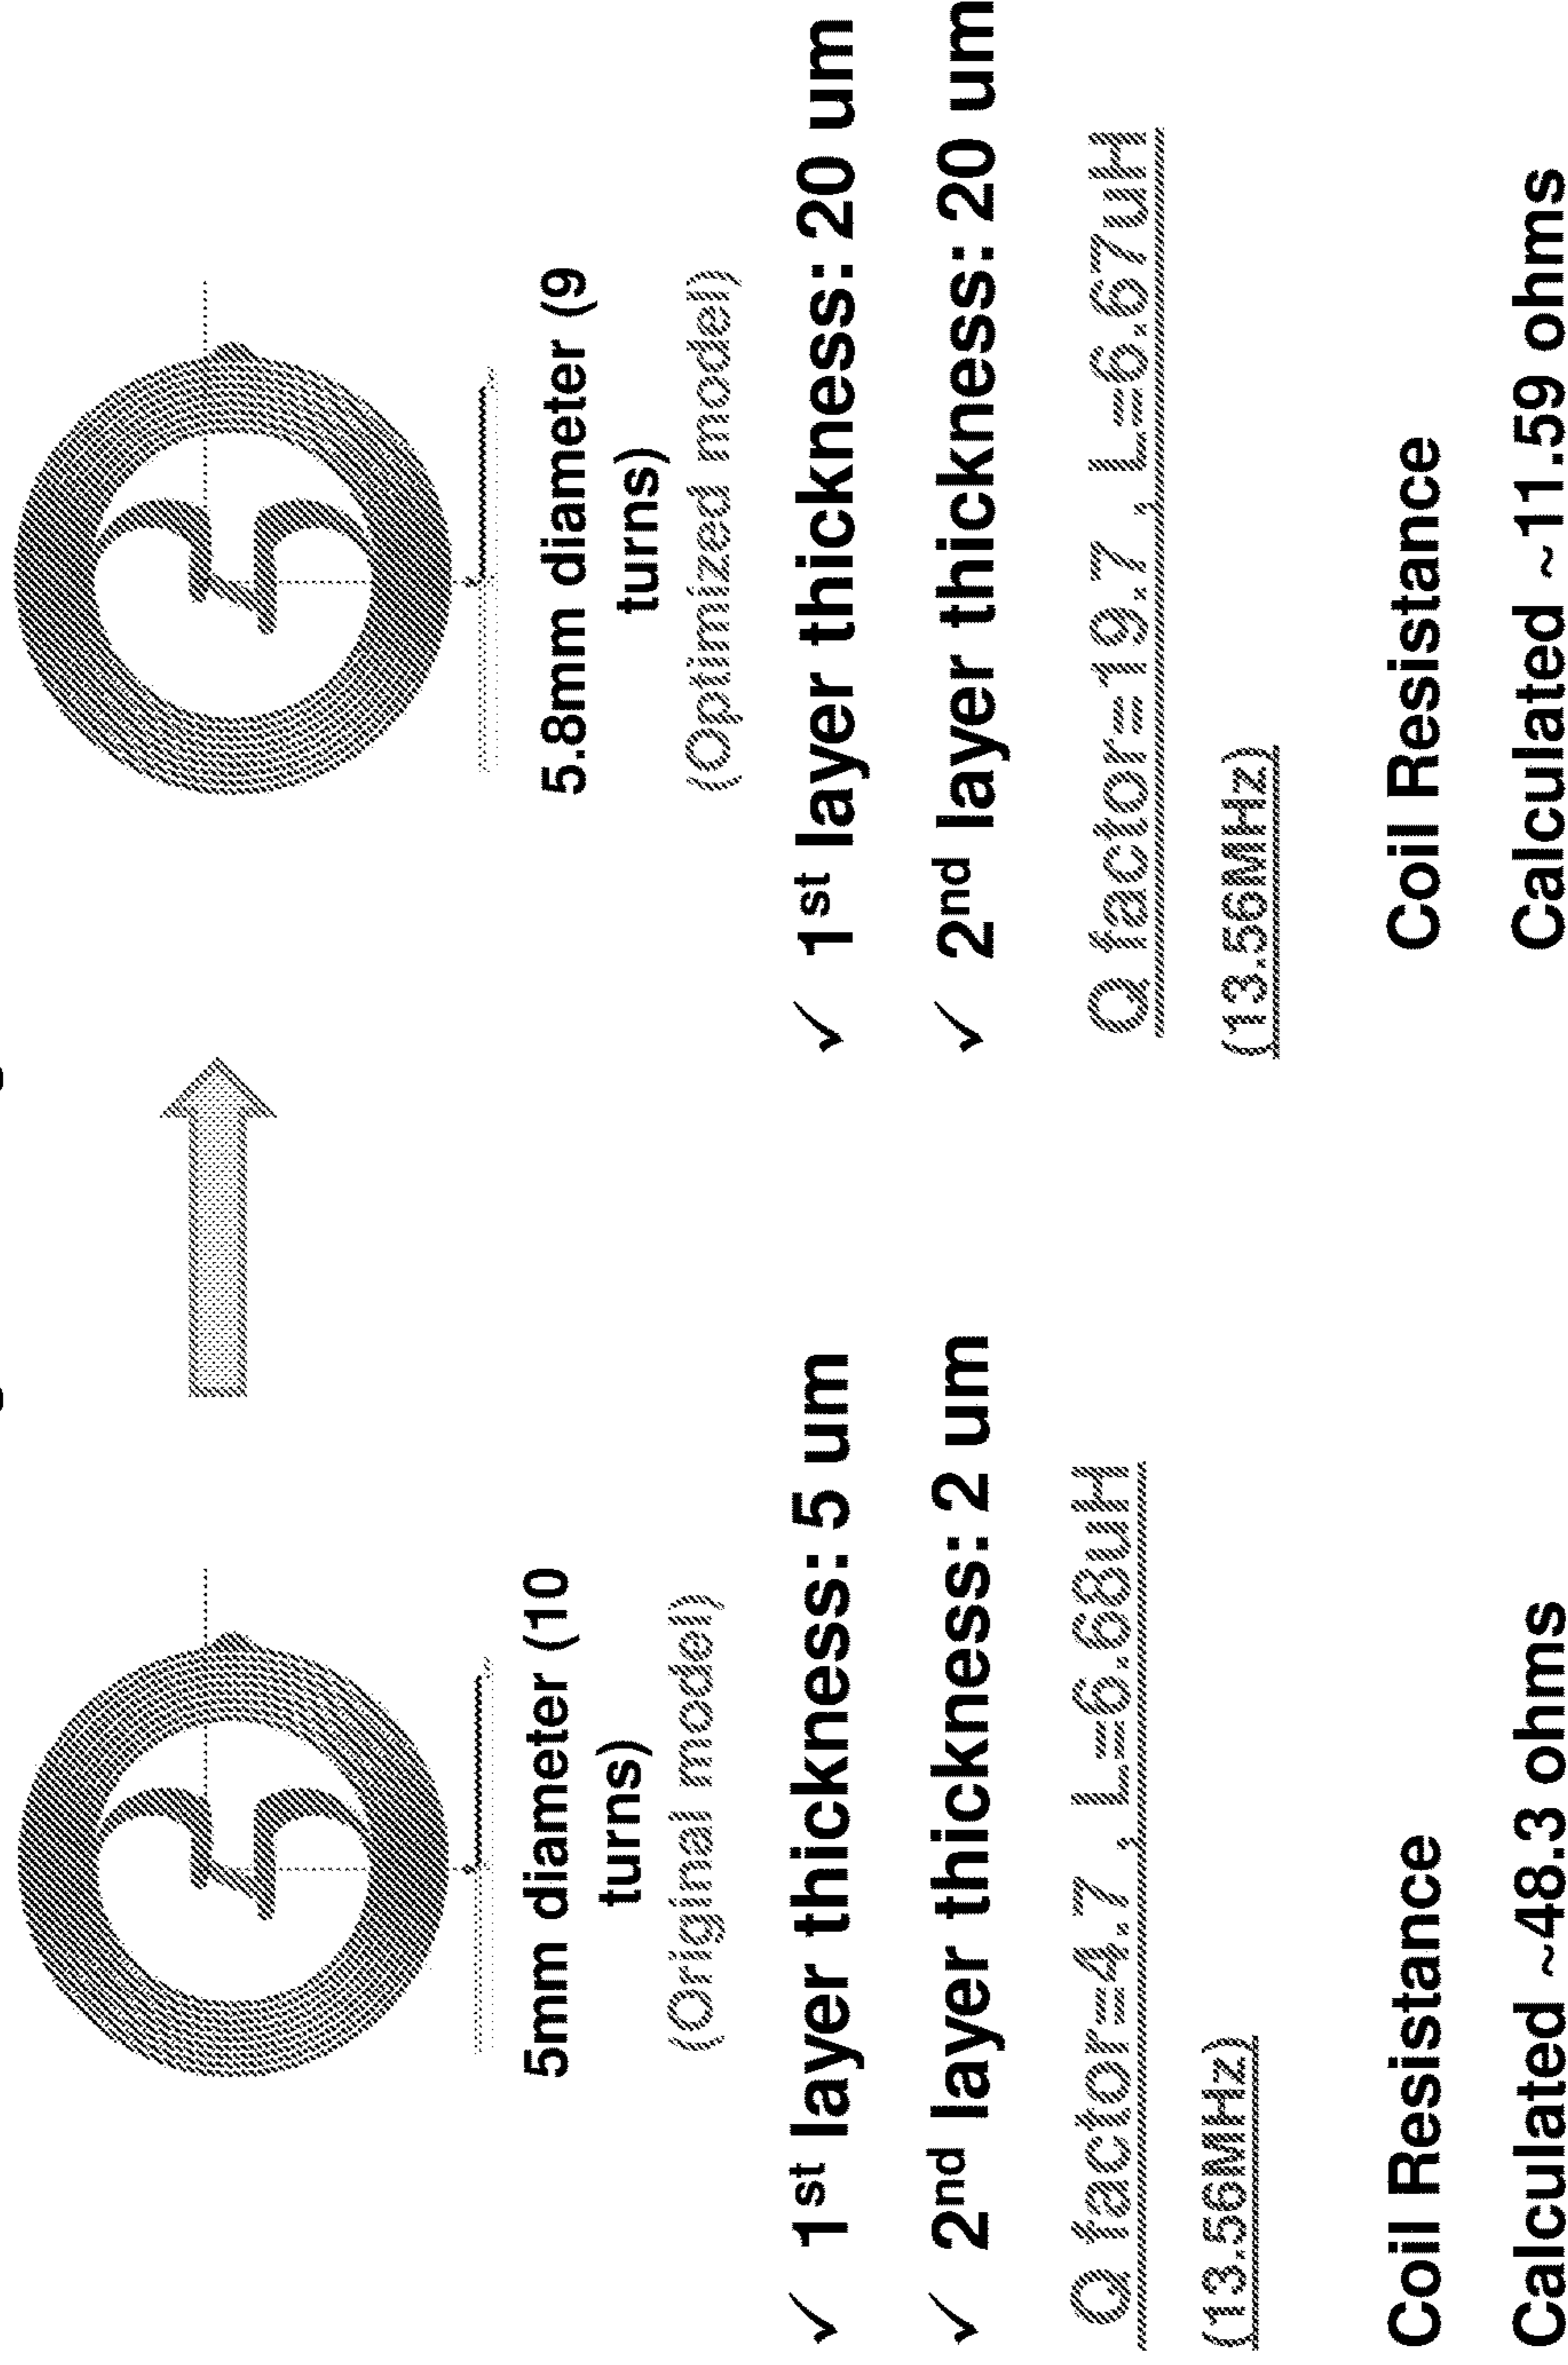 5mm diameter (10
turns)
(Original model)
✓ 1st layer thickness: 5 um
✓ 2nd layer thickness: 2 um
Q factor=4.7 , L=6.68uH
(13.56MHz)
Coil Resistance
Calculated ~48.3 ohms
5.8mm diameter (9
turns)
(Optimized model)
✓ 1st layer thickness: 20 um
✓ 2nd layer thickness: 20 um
Q factor=19.7 , L=6.67uH
(13.56MHz)
Coil Resistance
Calculated ~11.59 ohms